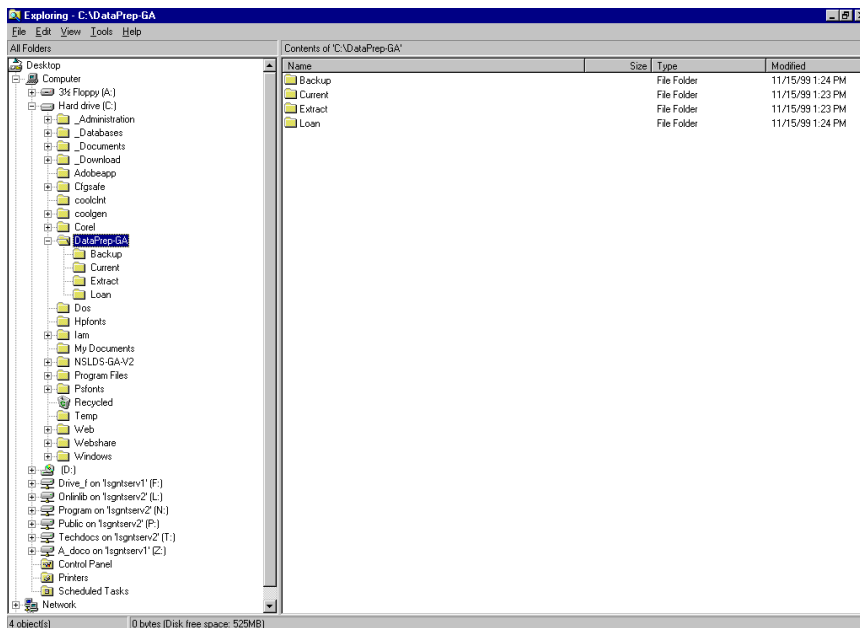 Exploring - C:\DataPrep-GA
File Edit View Tools Help
All Folders
Contents of 'C:\DataPrep-GA'
Name Size Type Modified
Backup File Folder 11/15/99 1:24 PM
Current File Folder 11/15/99 1:23 PM
Extract File Folder 11/15/99 1:23 PM
Loan File Folder 11/15/99 1:24 PM
Desktop
Computer
3½ Floppy (A:)
Hard drive (C:)
_Administration
_Databases
_Documents
_Download
Adobeapp
Cfgsafe
coolclnt
coolgen
Corel
DataPrep-GA
Backup
Current
Extract
Loan
Dos
Hpfonts
Iam
My Documents
NSLDS-GA-V2
Program Files
Psfonts
Recycled
Temp
Web
Webshare
Windows
(D:)
Drive_f on 'lsgntserv1' (F:)
Onlinlib on 'lsgntserv2' (L:)
Program on 'lsgntserv2' (N:)
Public on 'lsgntserv2' (P:)
Techdocs on 'lsgntserv2' (T:)
A_doco on 'lsgntserv1' (Z:)
Control Panel
Printers
Scheduled Tasks
Network
4 object(s) 0 bytes (Disk free space: 525MB)